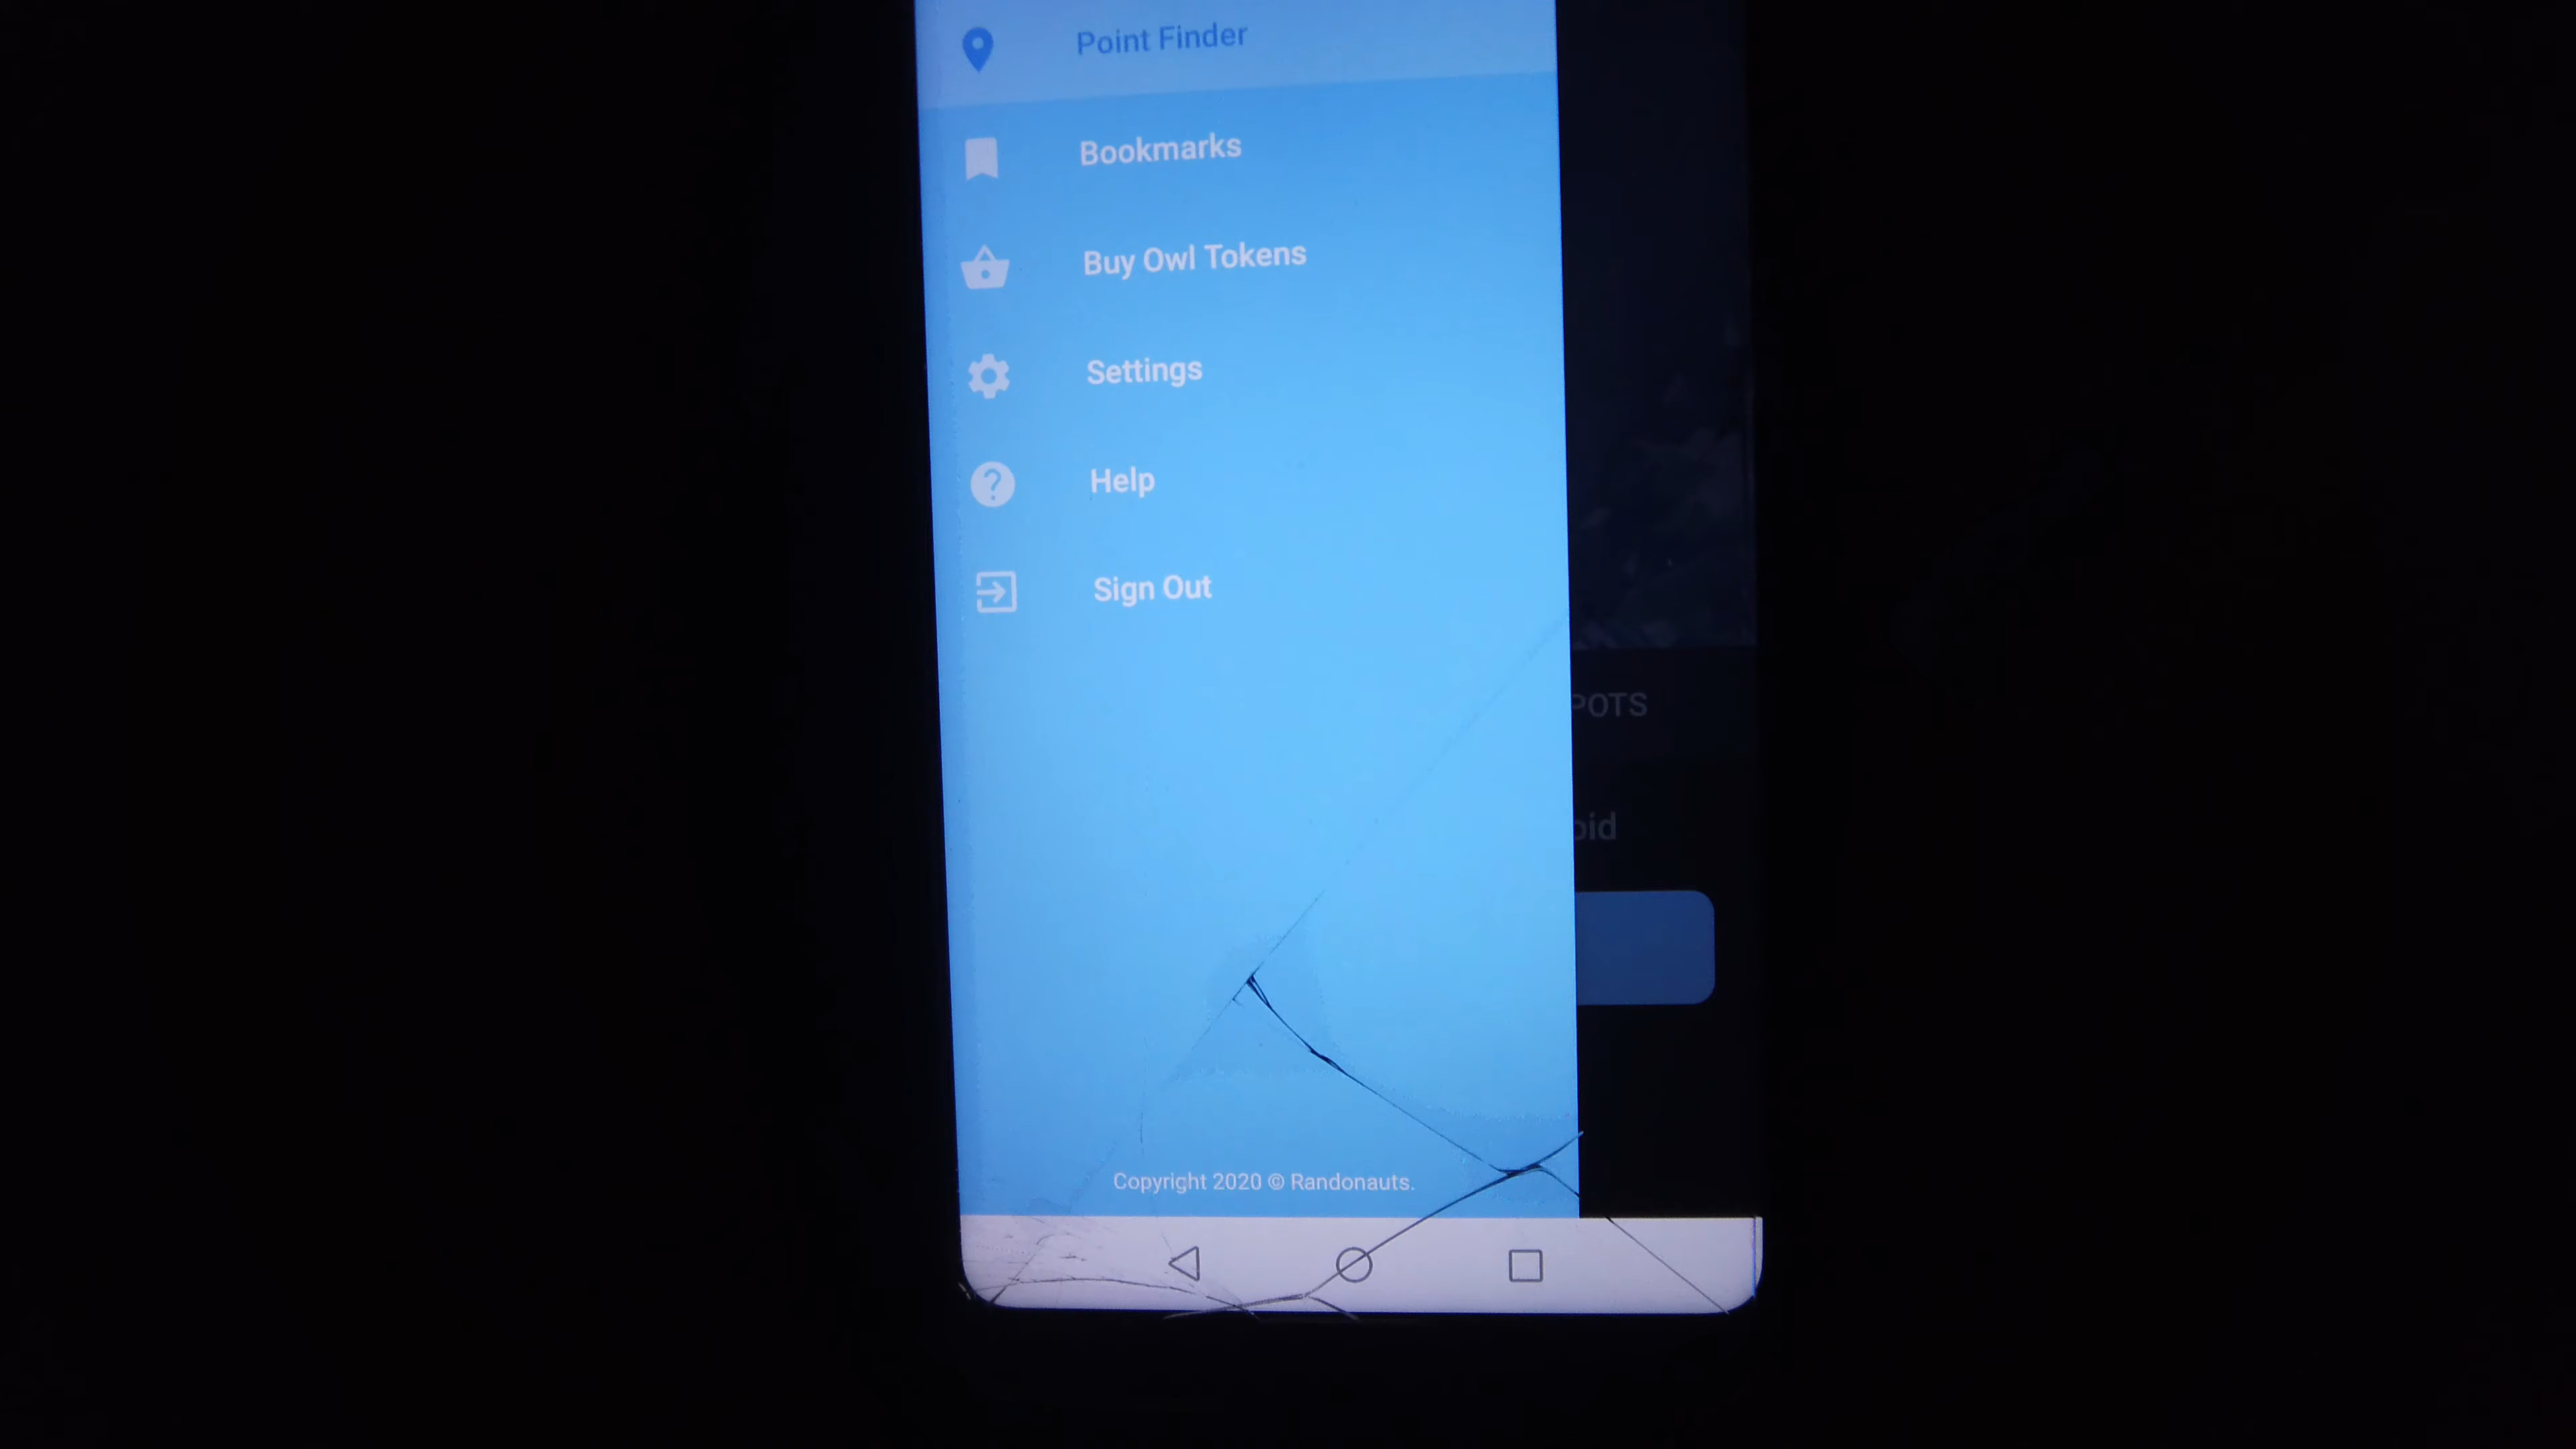 Point Finder
Bookmarks
Buy Owl Tokens
Settings
Help
Sign Out
POTS
oid
Copyright 2020 © Randonauts.